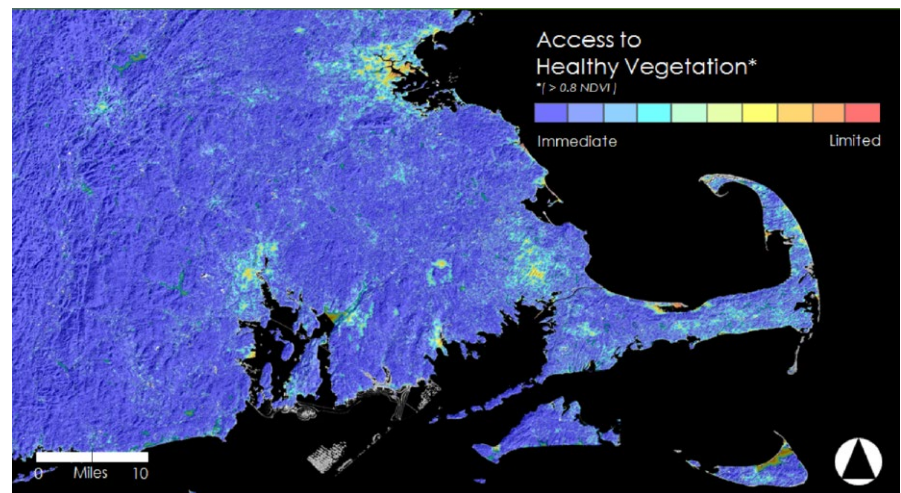 Access to
Healthy Vegetation*
*[ > 0.8 NDVI ]
Immediate Limited
0 Miles 10